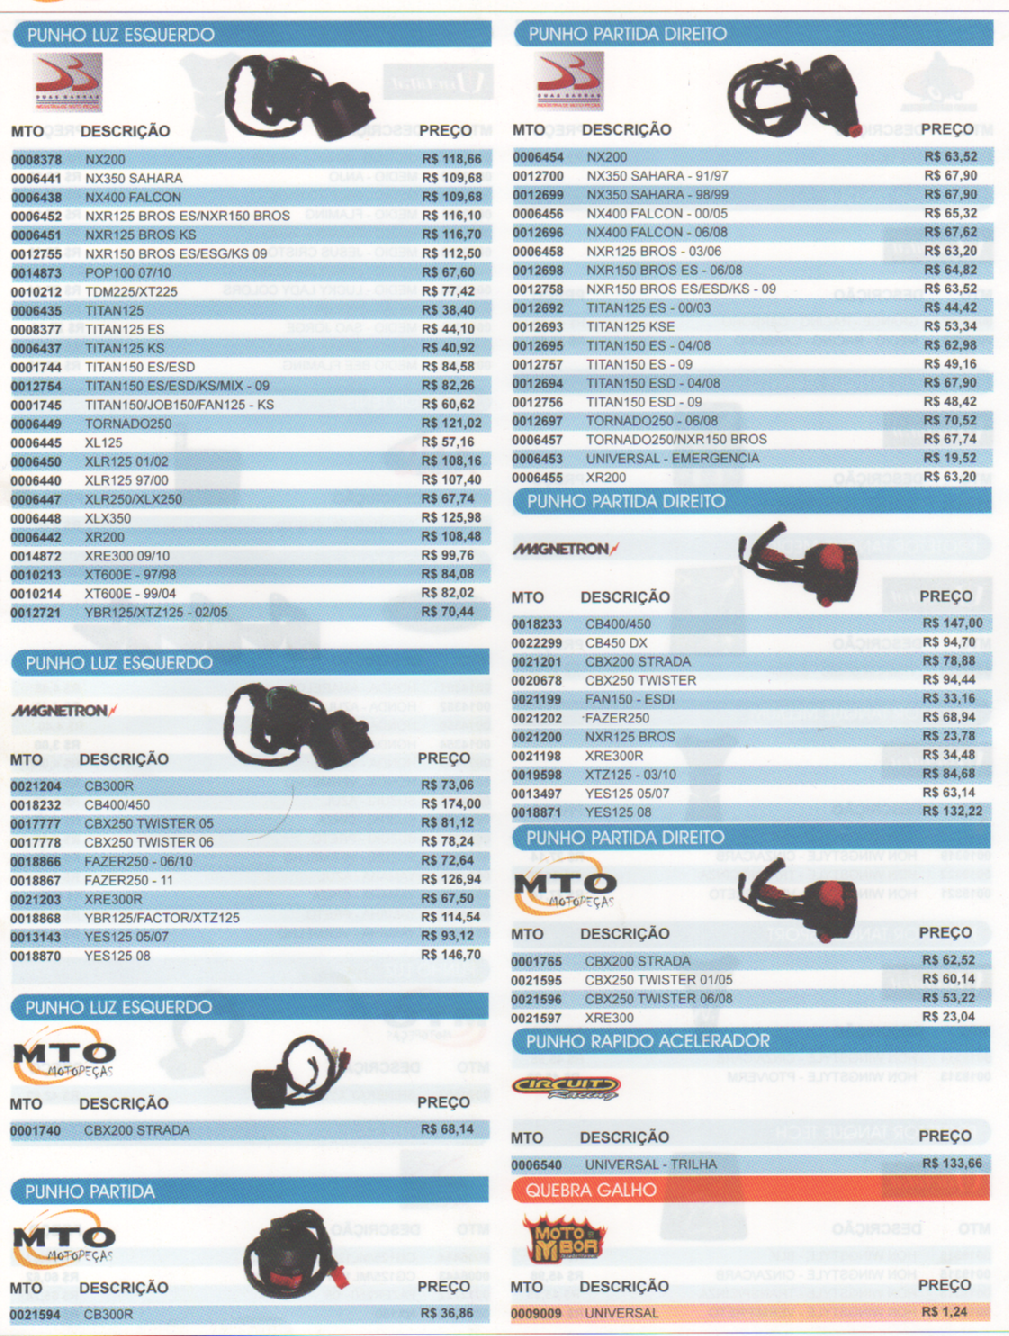 PUNHO LUZ ESQUERDO
DUAS BARRAS
MTO DESCRIÇÃO PREÇO
0008378 NX200 R$ 118,66
0006441 NX350 SAHARA R$ 109,68
0006438 NX400 FALCON R$ 109,68
0006452 NXR125 BROS ES/NXR150 BROS R$ 116,10
0006451 NXR125 BROS KS R$ 116,70
0012755 NXR150 BROS ES/ESG/KS 09 R$ 112,50
0014873 POP100 07/10 R$ 67,60
0010212 TDM225/XT225 R$ 77,42
0006435 TITAN125 R$ 38,40
0008377 TITAN125 ES R$ 44,10
0006437 TITAN125 KS R$ 40,92
0001744 TITAN150 ES/ESD R$ 84,58
0012754 TITAN150 ES/ESD/KS/MIX - 09 R$ 82,26
0001745 TITAN150/JOB150/FAN125 - KS R$ 60,62
0006449 TORNADO250 R$ 121,02
0006445 XL125 R$ 57,16
0006450 XLR125 01/02 R$ 108,16
0006440 XLR125 97/00 R$ 107,40
0006447 XLR250/XLX250 R$ 67,74
0006448 XLX350 R$ 125,98
0006442 XR200 R$ 108,48
0014872 XRE300 09/10 R$ 99,76
0010213 XT600E - 97/98 R$ 84,08
0010214 XT600E - 99/04 R$ 82,02
0012721 YBR125/XTZ125 - 02/05 R$ 70,44
PUNHO LUZ ESQUERDO
MAGNETRON
MTO DESCRIÇÃO PREÇO
0021204 CB300R R$ 73,06
0018232 CB400/450 R$ 174,00
0017777 CBX250 TWISTER 05 R$ 81,12
0017778 CBX250 TWISTER 06 R$ 78,24
0018866 FAZER250 - 06/10 R$ 72,64
0018867 FAZER250 - 11 R$ 126,94
0021203 XRE300R R$ 67,50
0018868 YBR125/FACTOR/XTZ125 R$ 114,54
0013143 YES125 05/07 R$ 93,12
0018870 YES125 08 R$ 146,70
PUNHO LUZ ESQUERDO
MTO
MOTOPEÇAS
MTO DESCRIÇÃO PREÇO
0001740 CBX200 STRADA R$ 68,14
PUNHO PARTIDA
MTO
MOTOPEÇAS
MTO DESCRIÇÃO PREÇO
0021594 CB300R R$ 36,86
PUNHO PARTIDA DIREITO
DUAS BARRAS
MTO DESCRIÇÃO PREÇO
0006454 NX200 R$ 63,52
0012700 NX350 SAHARA - 91/97 R$ 67,90
0012699 NX350 SAHARA - 98/99 R$ 67,90
0006456 NX400 FALCON - 00/05 R$ 65,32
0012696 NX400 FALCON - 06/08 R$ 67,62
0006458 NXR125 BROS - 03/06 R$ 63,20
0012698 NXR150 BROS ES - 06/08 R$ 64,82
0012758 NXR150 BROS ES/ESD/KS - 09 R$ 63,52
0012692 TITAN125 ES - 00/03 R$ 44,42
0012693 TITAN125 KSE R$ 53,34
0012695 TITAN150 ES - 04/08 R$ 62,98
0012757 TITAN150 ES - 09 R$ 49,16
0012694 TITAN150 ESD - 04/08 R$ 67,90
0012756 TITAN150 ESD - 09 R$ 48,42
0012697 TORNADO250 - 06/08 R$ 70,52
0006457 TORNADO250/NXR150 BROS R$ 67,74
0006453 UNIVERSAL - EMERGENCIA R$ 19,52
0006455 XR200 R$ 63,20
PUNHO PARTIDA DIREITO
MAGNETRON
MTO DESCRIÇÃO PREÇO
0018233 CB400/450 R$ 147,00
0022299 CB450 DX R$ 94,70
0021201 CBX200 STRADA R$ 78,88
0020678 CBX250 TWISTER R$ 94,44
0021199 FAN150 - ESDI R$ 33,16
0021202 FAZER250 R$ 68,94
0021200 NXR125 BROS R$ 23,78
0021198 XRE300R R$ 34,48
0019598 XTZ125 - 03/10 R$ 84,68
0013497 YES125 05/07 R$ 63,14
0018871 YES125 08 R$ 132,22
PUNHO PARTIDA DIREITO
MTO
MOTOPEÇAS
MTO DESCRIÇÃO PREÇO
0001765 CBX200 STRADA R$ 62,52
0021595 CBX250 TWISTER 01/05 R$ 60,14
0021596 CBX250 TWISTER 06/08 R$ 53,22
0021597 XRE300 R$ 23,04
PUNHO RAPIDO ACELERADOR
CIRCUIT
Racing
MTO DESCRIÇÃO PREÇO
0006540 UNIVERSAL - TRILHA R$ 133,66
QUEBRA GALHO
MOTO
BOR
MTO DESCRIÇÃO PREÇO
0009009 UNIVERSAL R$ 1,24